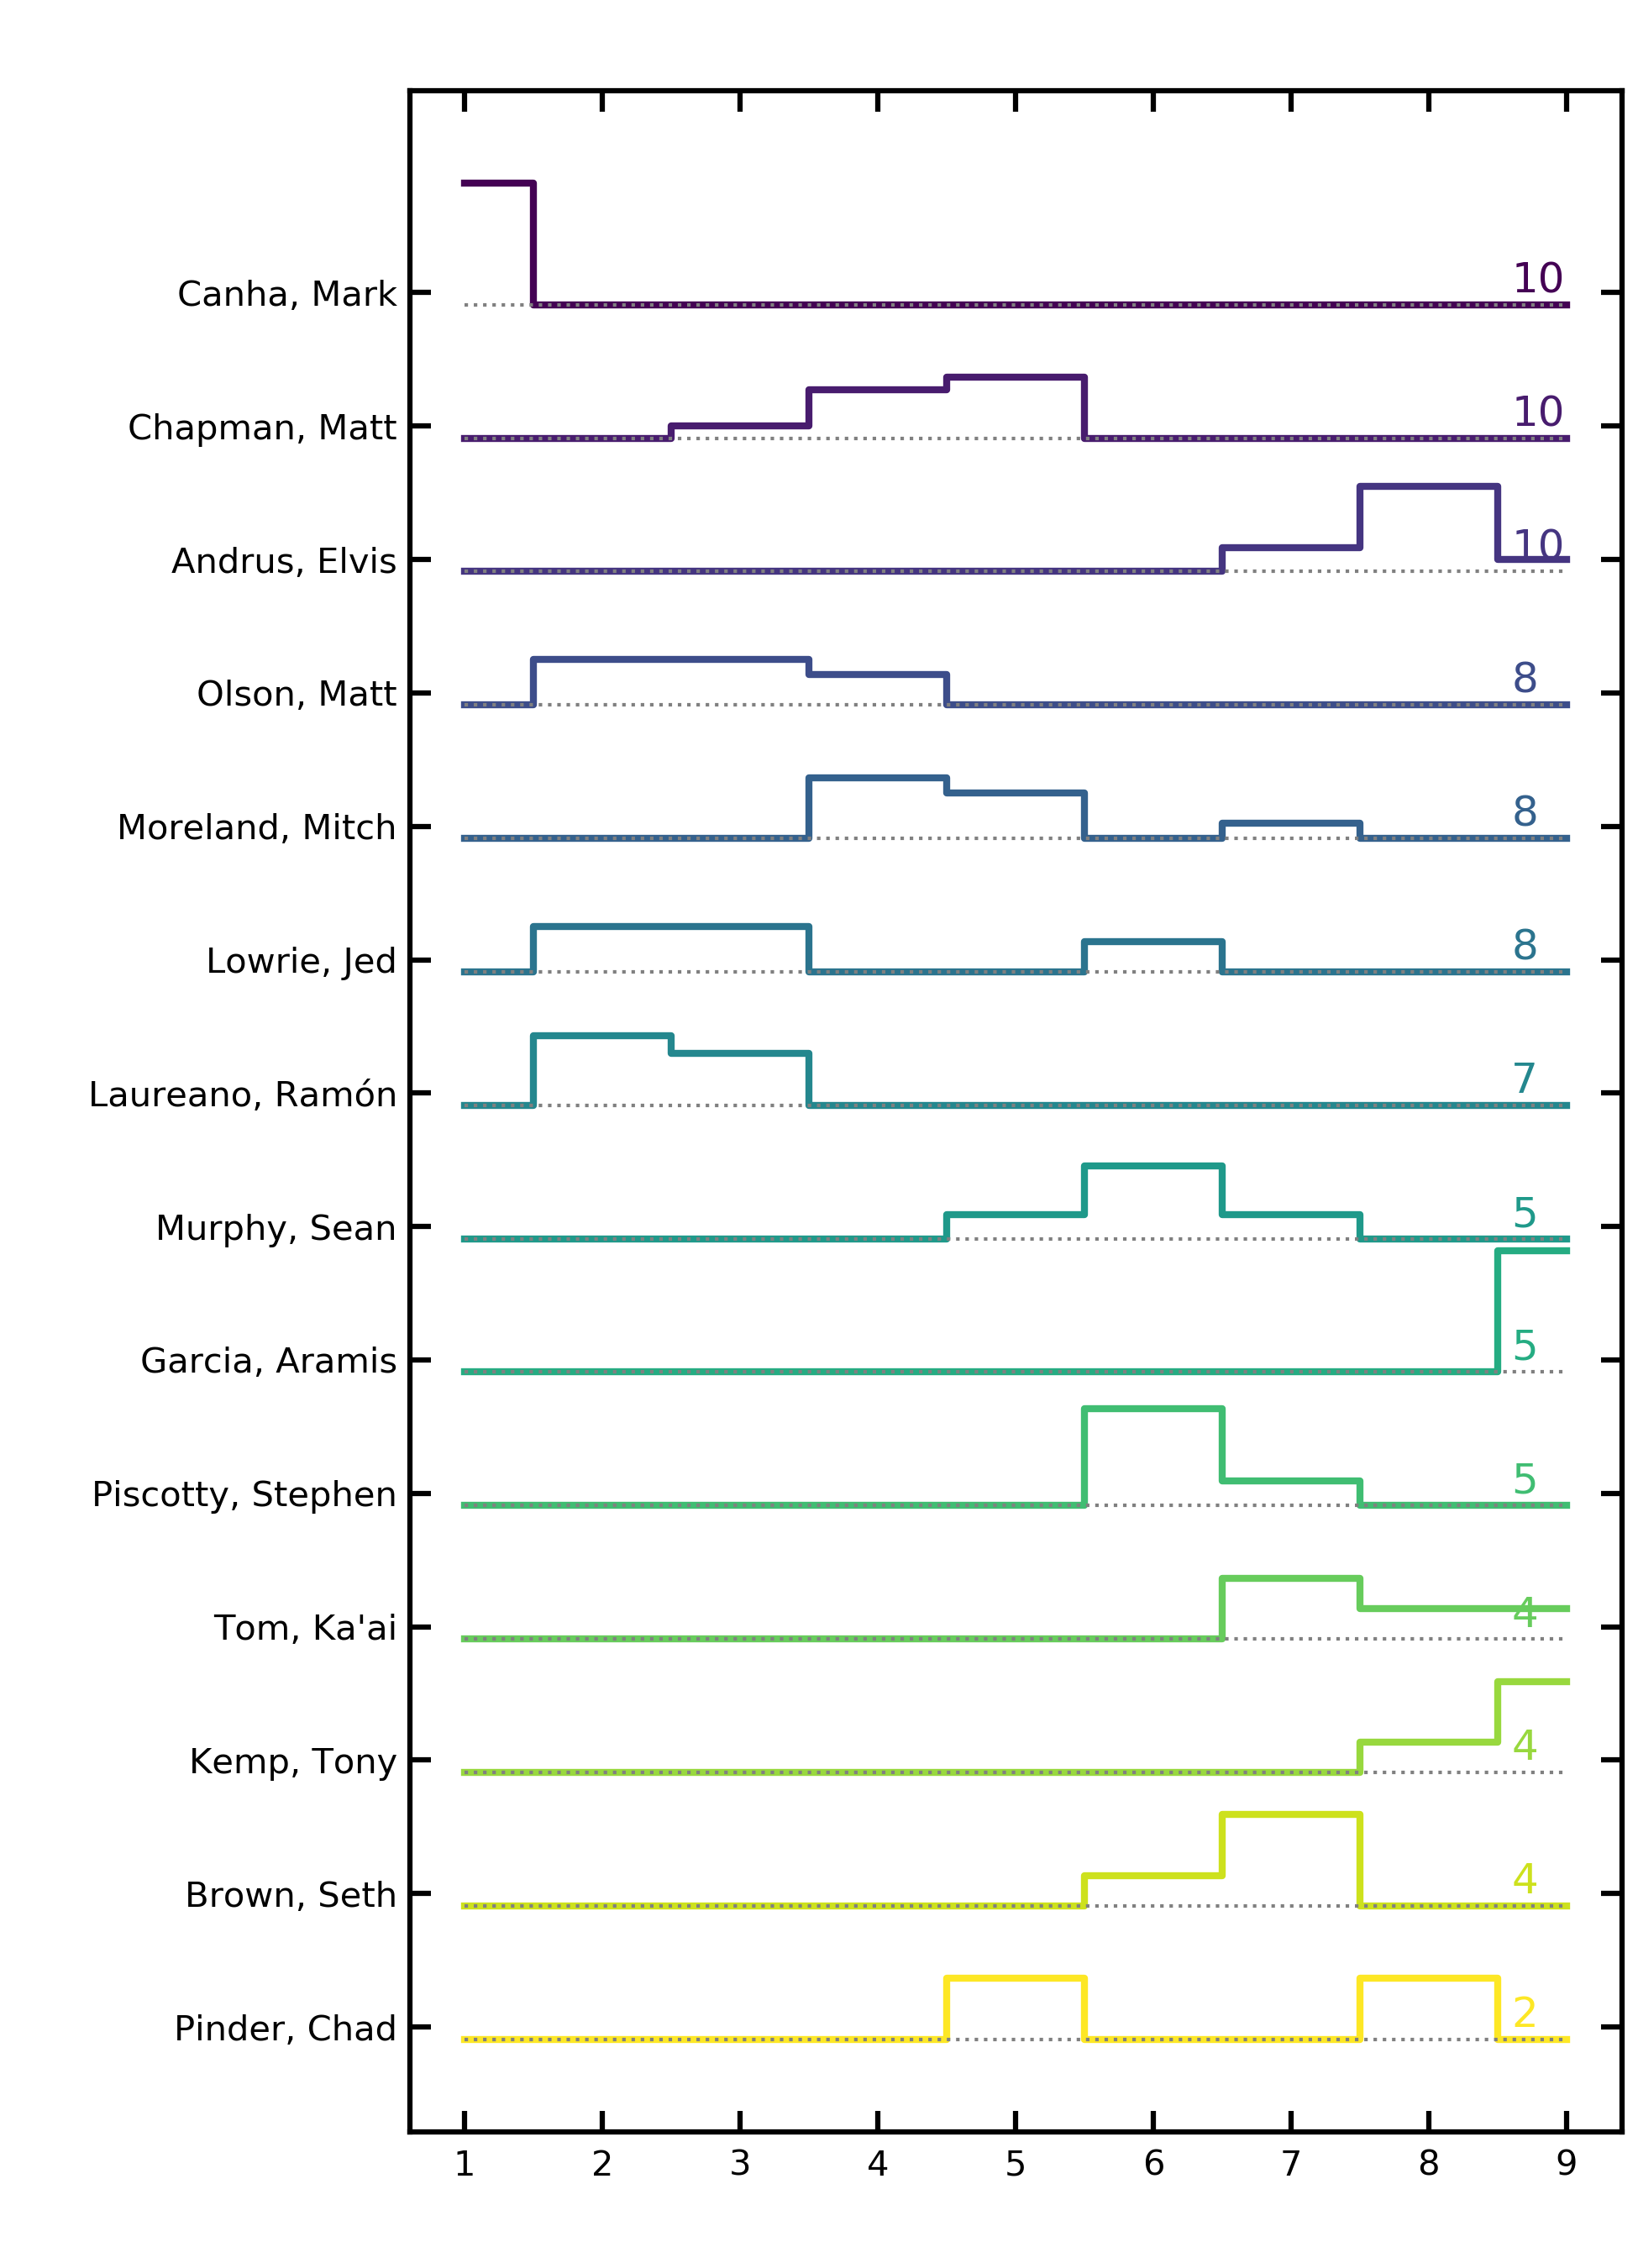 Canha, Mark 10
Chapman, Matt 10
Andrus, Elvis 10
Olson, Matt 8
Moreland, Mitch 8
Lowrie, Jed 8
Laureano, Ramón 7
Murphy, Sean 5
Garcia, Aramis 5
Piscotty, Stephen 5
Tom, Ka'ai 4
Kemp, Tony 4
Brown, Seth 4
Pinder, Chad 2
1 2 3 4 5 6 7 8 9